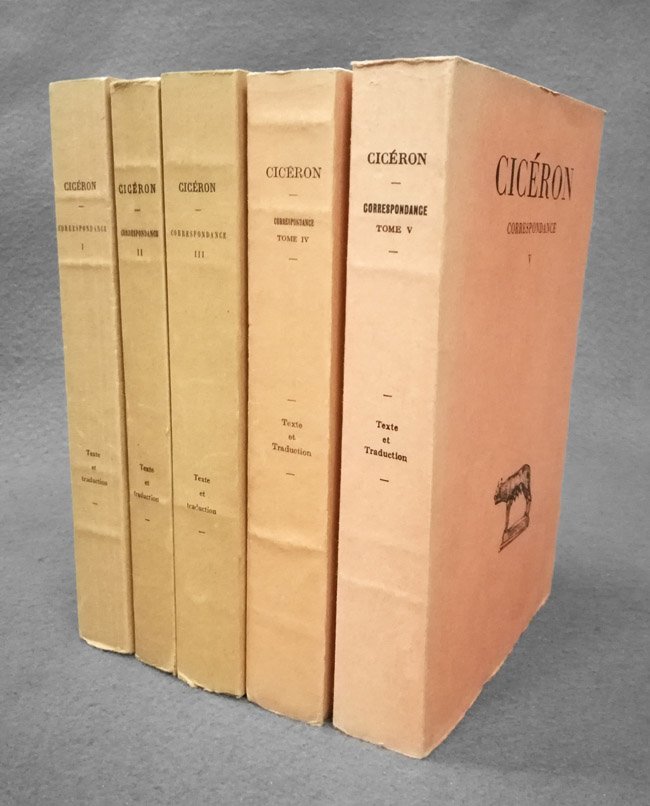 CICÉRON
CORRESPONDANCE
I
Texte
et
traduction
CICÉRON
CORRESPONDANCE
II
Texte
et
traduction
CICÉRON
CORRESPONDANCE
III
Texte
et
traduction
CICÉRON
CORRESPONDANCE
TOME IV
Texte
et
Traduction
CICÉRON
CORRESPONDANCE
TOME V
Texte
et
Traduction
CICÉRON
CORRESPONDANCE
V